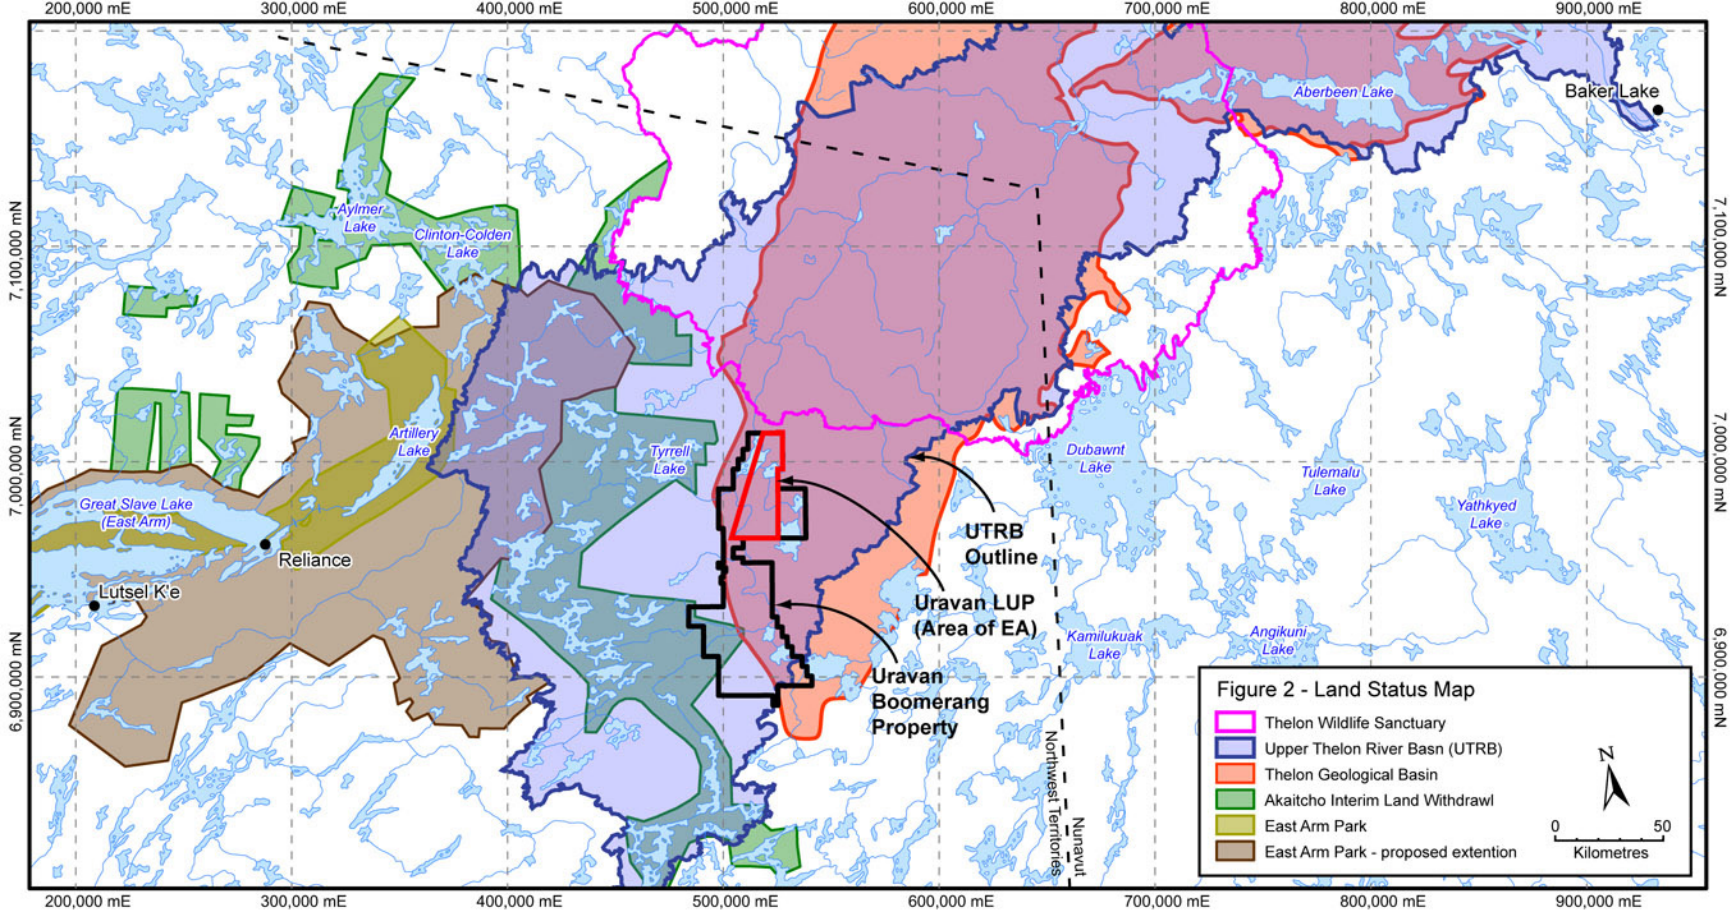 200,000 mE
300,000 mE
400,000 mE
500,000 mE
600,000 mE
700,000 mE
800,000 mE
900,000 mE
Aberbeen Lake
Baker Lake
7,100,000 mN
7,100,000 mN
Aylmer
Lake
Clinton-Colden
Lake
7,000,000 mN
7,000,000 mN
Artillery
Lake
Tyrrell
Lake
Dubawnt
Lake
Tulemalu
Lake
Yathkyed
Lake
Great Slave Lake
(East Arm)
Reliance
Lutsel K'e
UTRB
Outline
Uravan LUP
(Area of EA)
Uravan
Boomerang
Property
Kamilukuak
Lake
Angikuni
Lake
6,900,000 mN
6,900,000 mN
Northwest Territories
Nunavut
Figure 2 - Land Status Map
Thelon Wildlife Sanctuary
Upper Thelon River Basn (UTRB)
Thelon Geological Basin
Akaitcho Interim Land Withdrawl
East Arm Park
East Arm Park - proposed extention
N
0 50
Kilometres
200,000 mE
300,000 mE
400,000 mE
500,000 mE
600,000 mE
700,000 mE
800,000 mE
900,000 mE